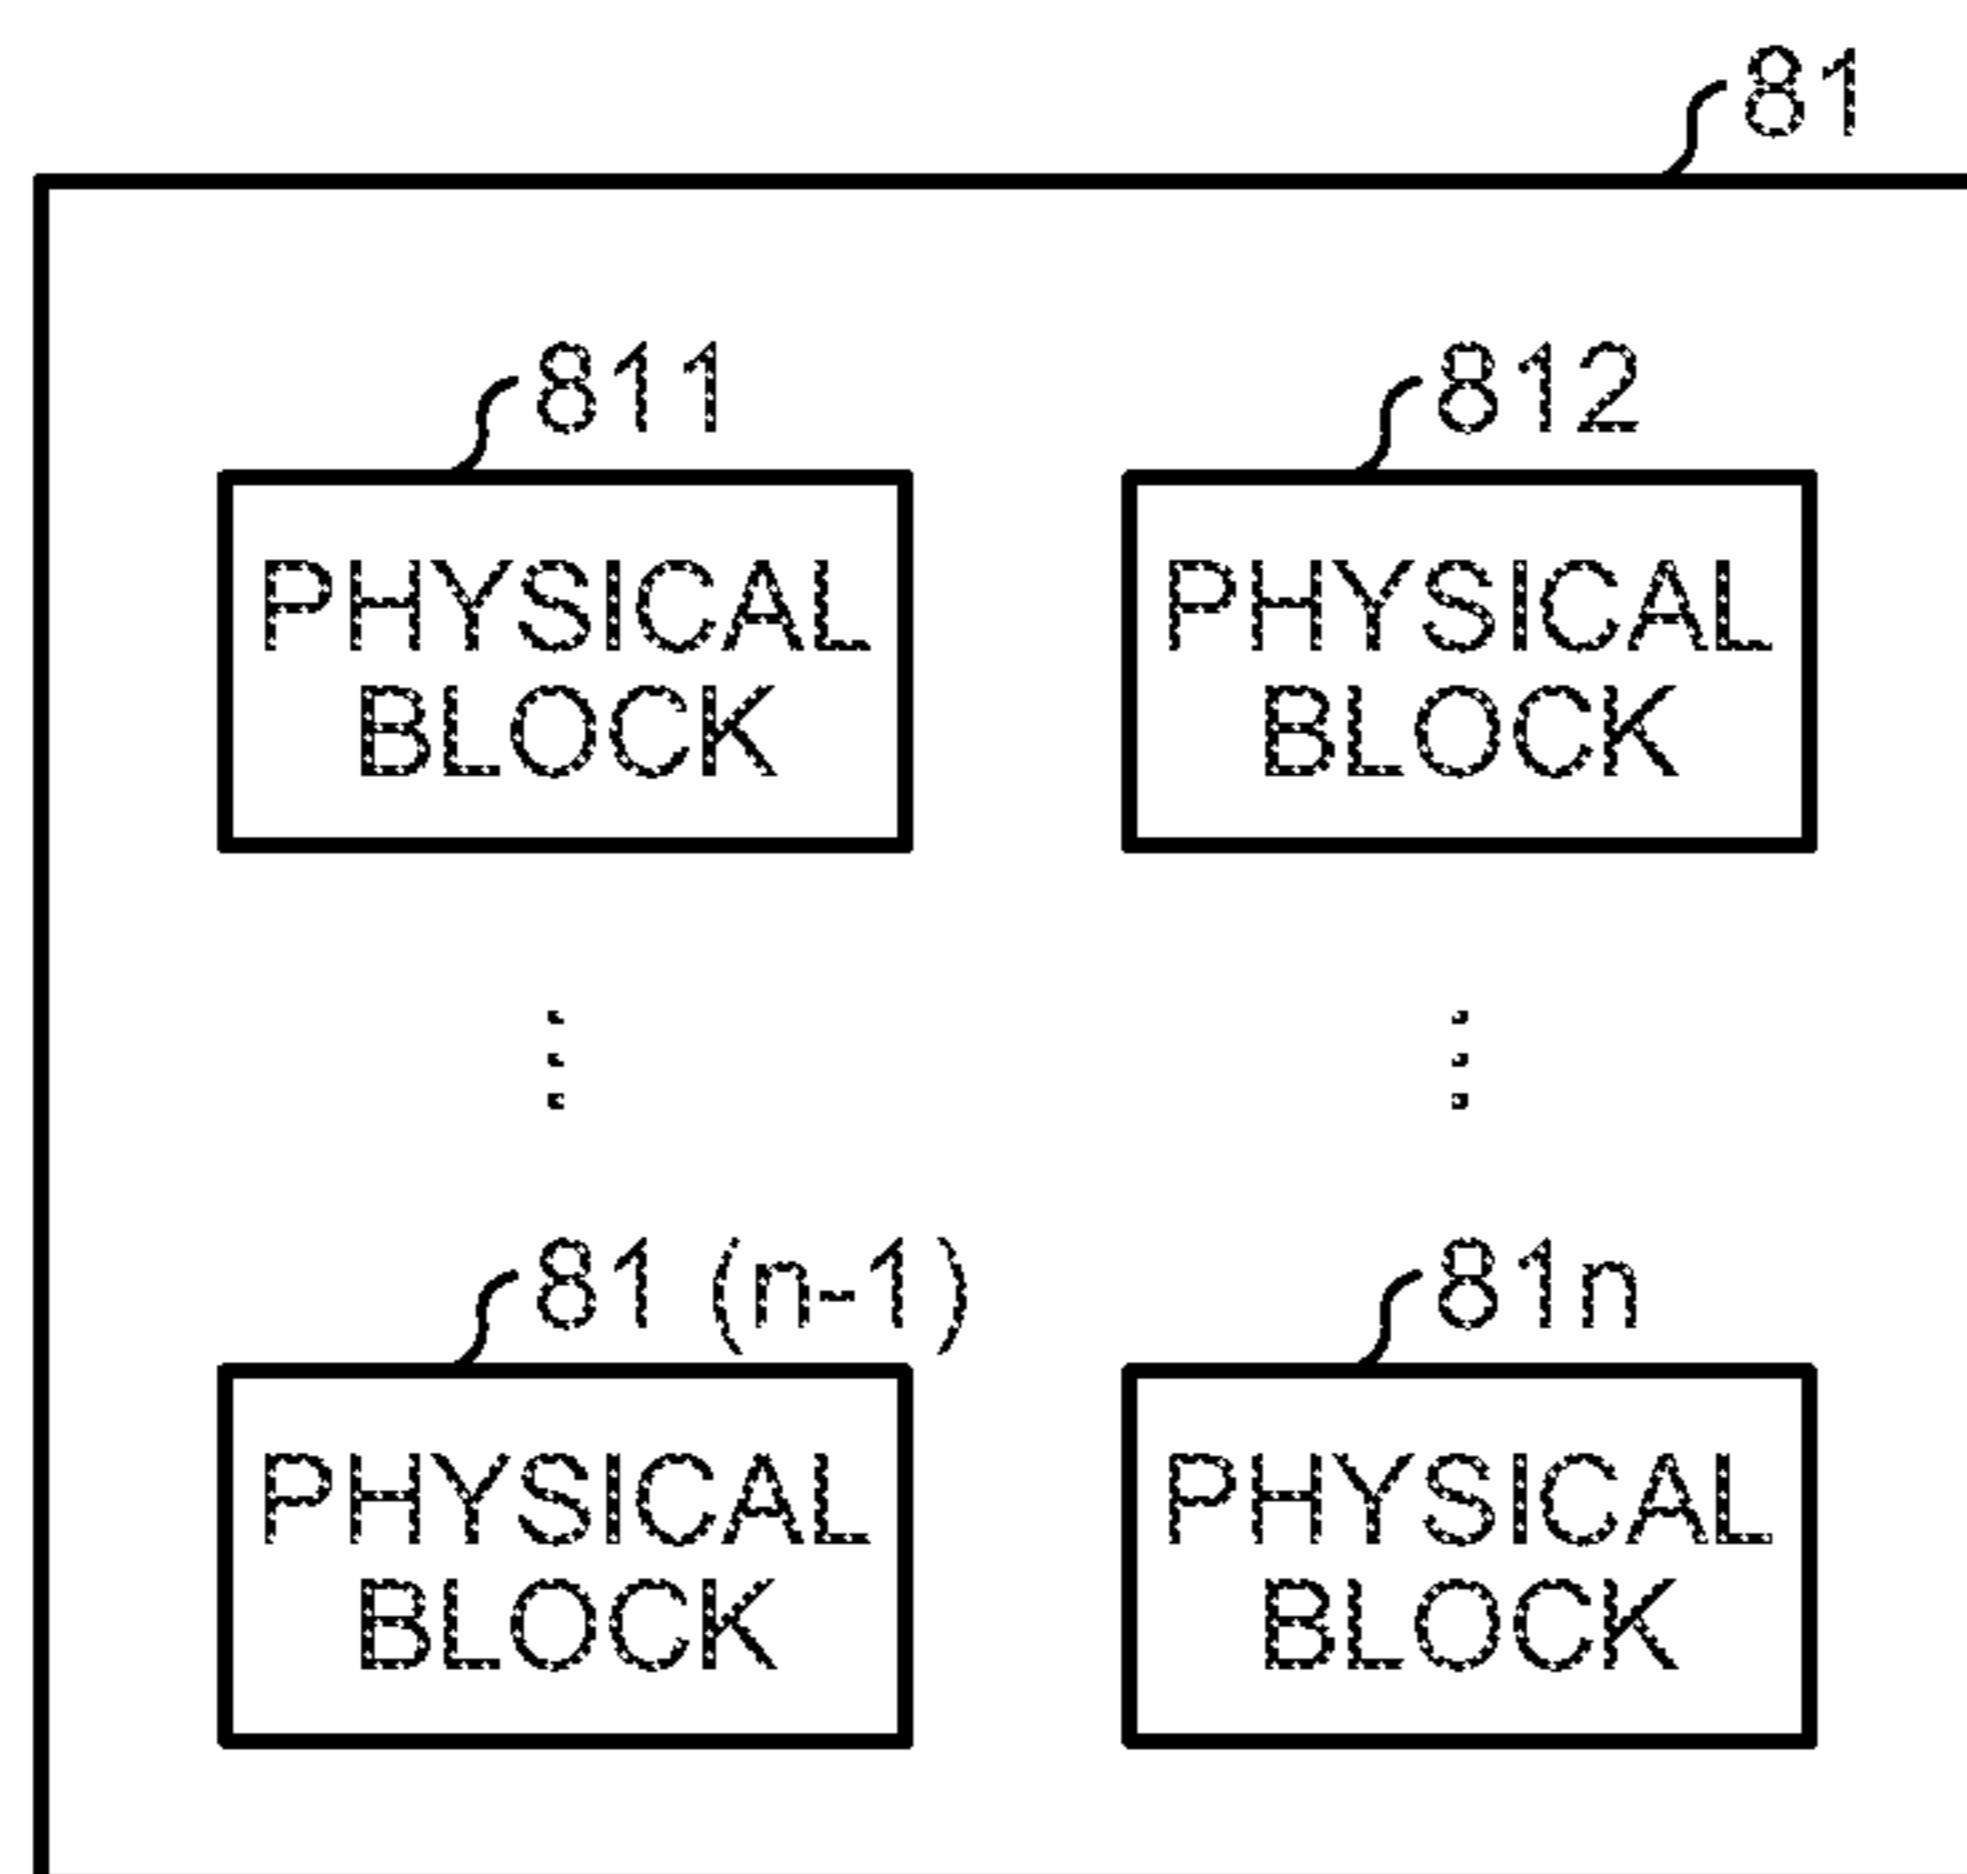 81
811
812
PHYSICAL
BLOCK
PHYSICAL
BLOCK
81 (n-1)
81n
PHYSICAL
BLOCK
PHYSICAL
BLOCK